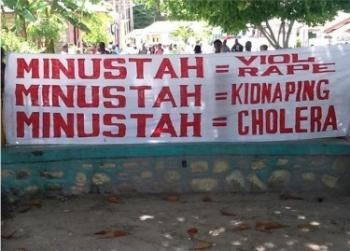 MINUSTAH = VIOL/ RAPE
MINUSTAH = KIDNAPING
MINUSTAH = CHOLERA